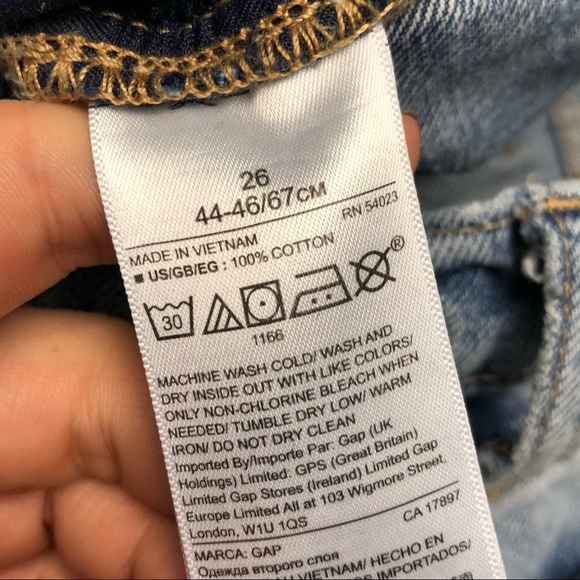 26
44-46/67CM
RN 54023
MADE IN VIETNAM
■ US/GB/EG : 100% COTTON
30
®
1166
MACHINE WASH COLD/ WASH AND
DRY INSIDE OUT WITH LIKE COLORS/
ONLY NON-CHLORINE BLEACH WHEN
NEEDED/ TUMBLE DRY LOW/ WARM
IRON/ DO NOT DRY CLEAN
Imported By/Importe Par: Gap (UK
Holdings) Limited: GPS (Great Britain)
Limited Gap Stores (Ireland) Limited Gap
Europe Limited All at 103 Wigmore Street,
London, W1U 1QS
CA 17897
MARCA: GAP
Одежда второго слоя
VIETNAM/ HECHO EN